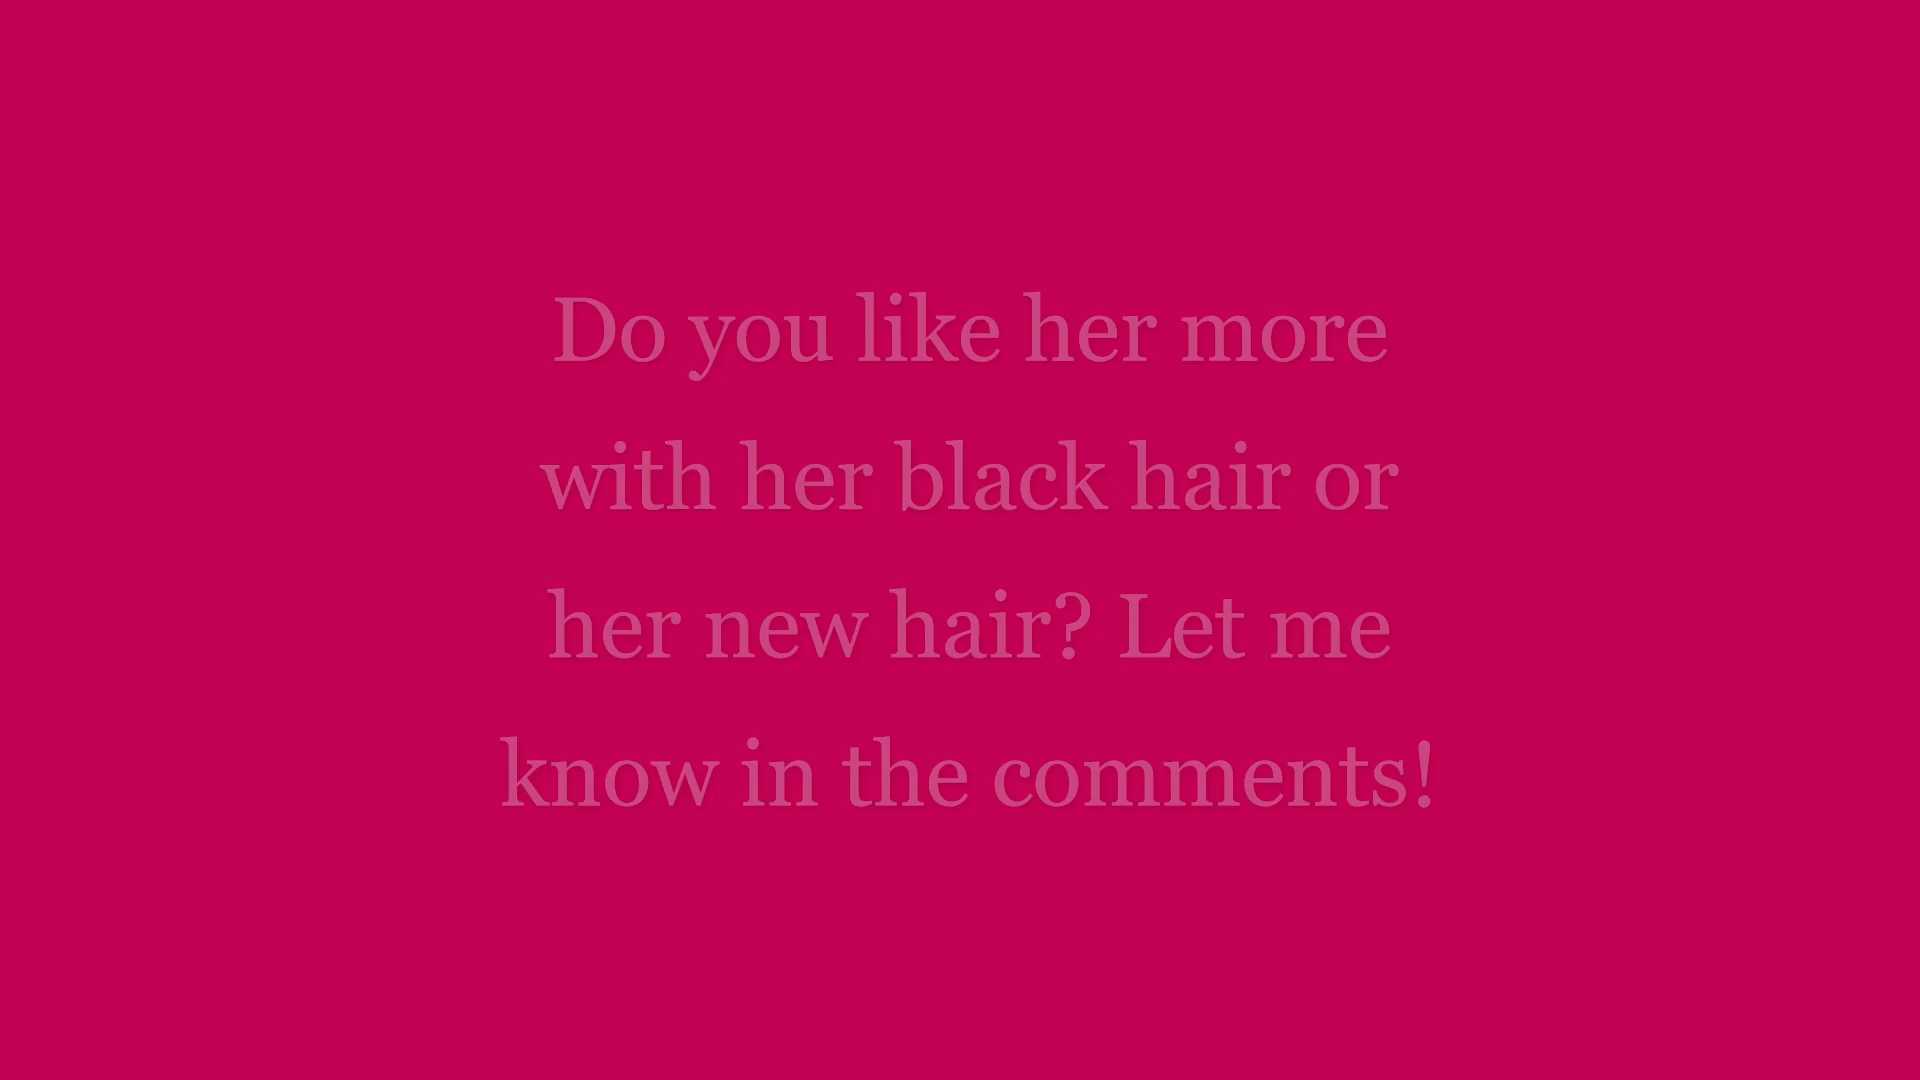 Do you like her more
with her black hair or
her new hair? Let me
know in the comments!